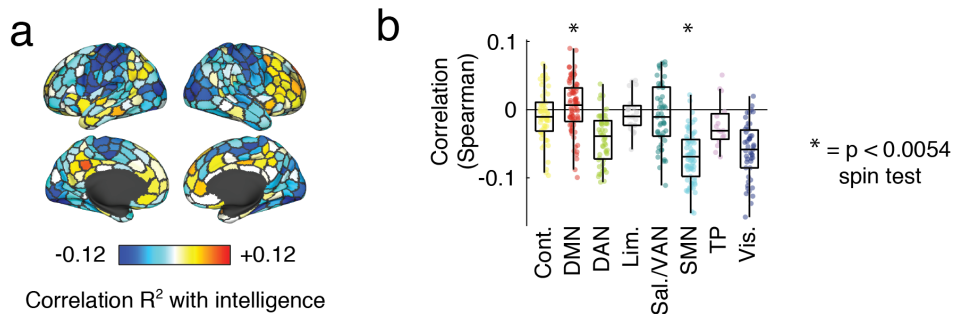 a
-0.12
+0.12
Correlation R² with intelligence
b
*
*
Correlation
(Spearman)
0.1
0
-0.1
Cont.
DMN
DAN
Lim.
Sal./VAN
SMN
TP
Vis.
* = p < 0.0054
spin test